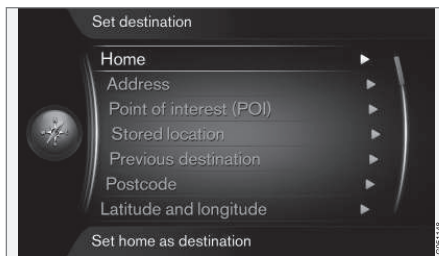 Set destination
Home
Address
Point of interest (POI)
Stored location
Previous destination
Postcode
Latitude and longitude
Set home as destination